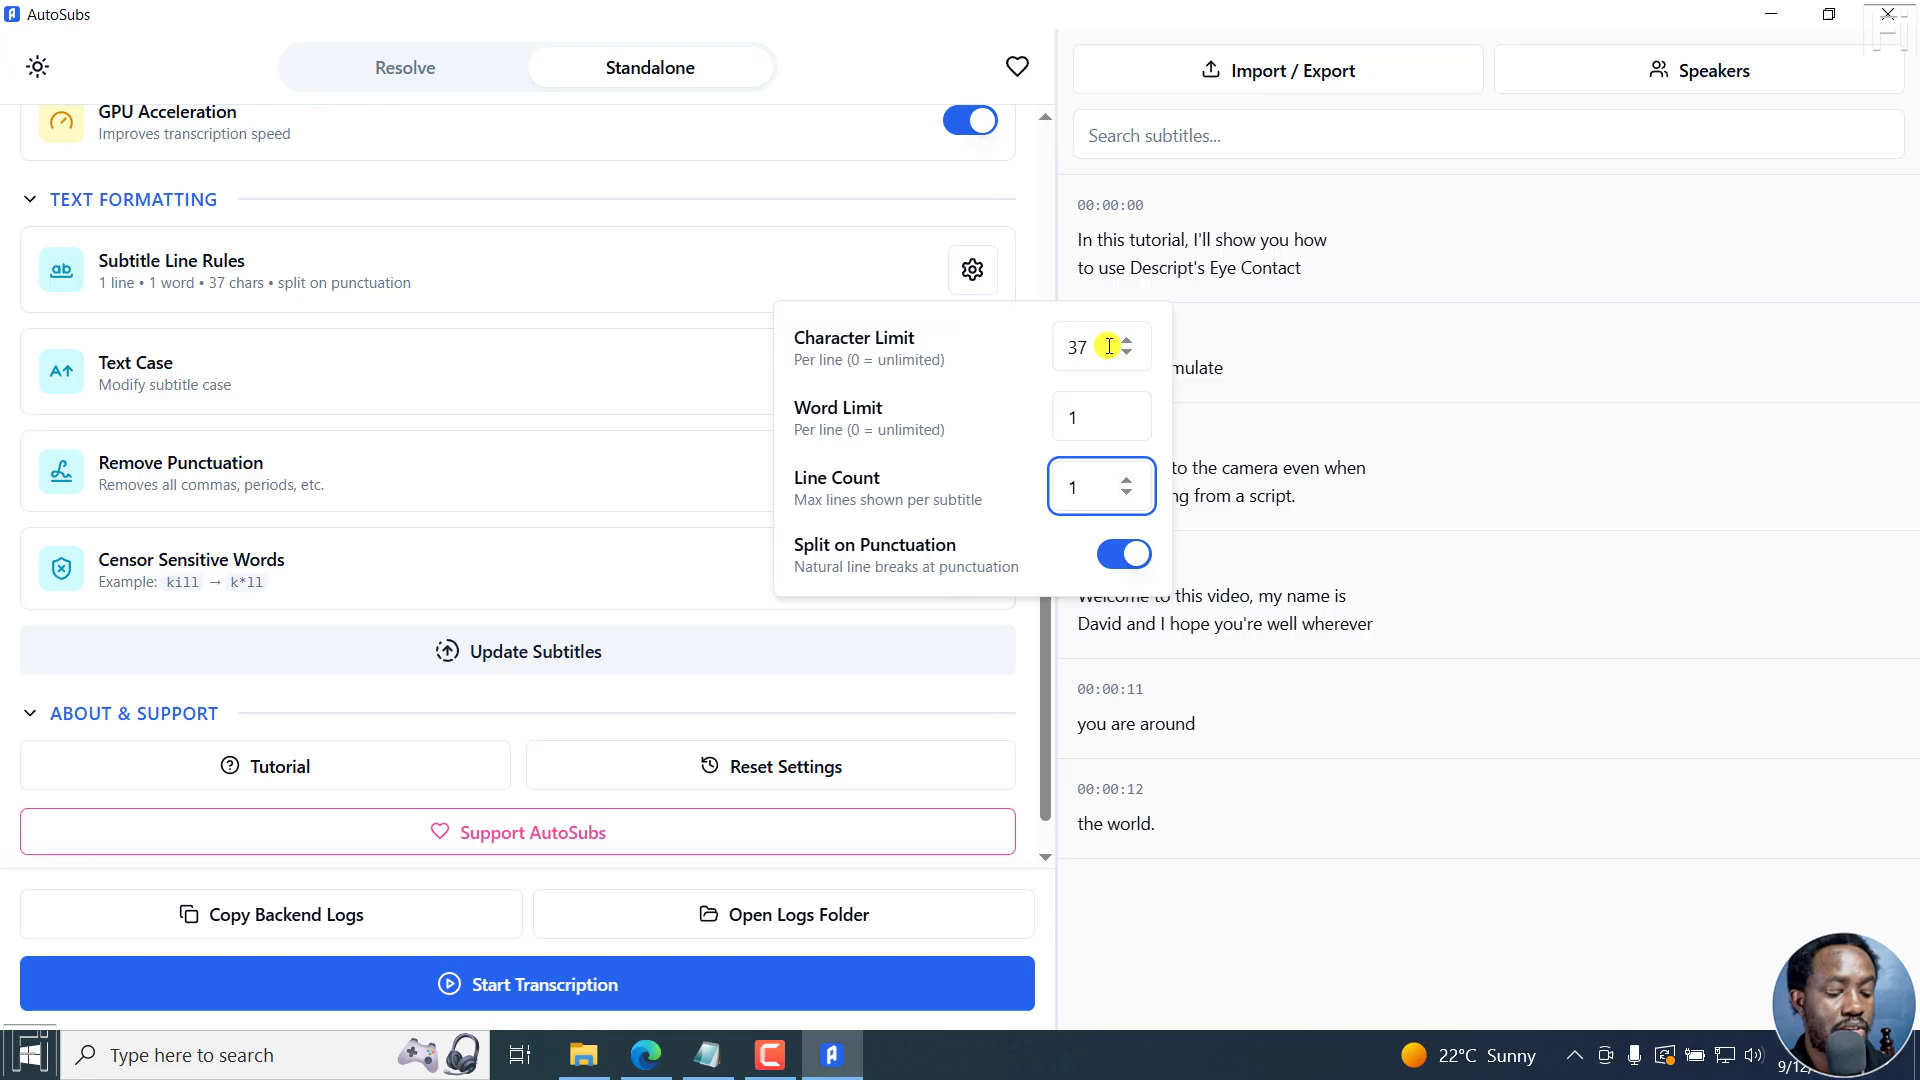 AutoSubs
Resolve
Standalone
GPU Acceleration
Improves transcription speed
TEXT FORMATTING
Subtitle Line Rules
1 line • 1 word • 37 chars • split on punctuation
Text Case
Modify subtitle case
Remove Punctuation
Removes all commas, periods, etc.
Censor Sensitive Words
Example: kill → k*ll
Update Subtitles
ABOUT & SUPPORT
Tutorial
Reset Settings
Support AutoSubs
Copy Backend Logs
Open Logs Folder
Start Transcription
Character Limit
Per line (0 = unlimited)
37
Word Limit
Per line (0 = unlimited)
1
Line Count
Max lines shown per subtitle
1
Split on Punctuation
Natural line breaks at punctuation
Import / Export
Speakers
Search subtitles...
00:00:00
In this tutorial, I'll show you how
to use Descript's Eye Contact
mulate
to the camera even when
ng from a script.
Welcome to this video, my name is
David and I hope you're well wherever
00:00:11
you are around
00:00:12
the world.
Type here to search
22°C Sunny
9/12/